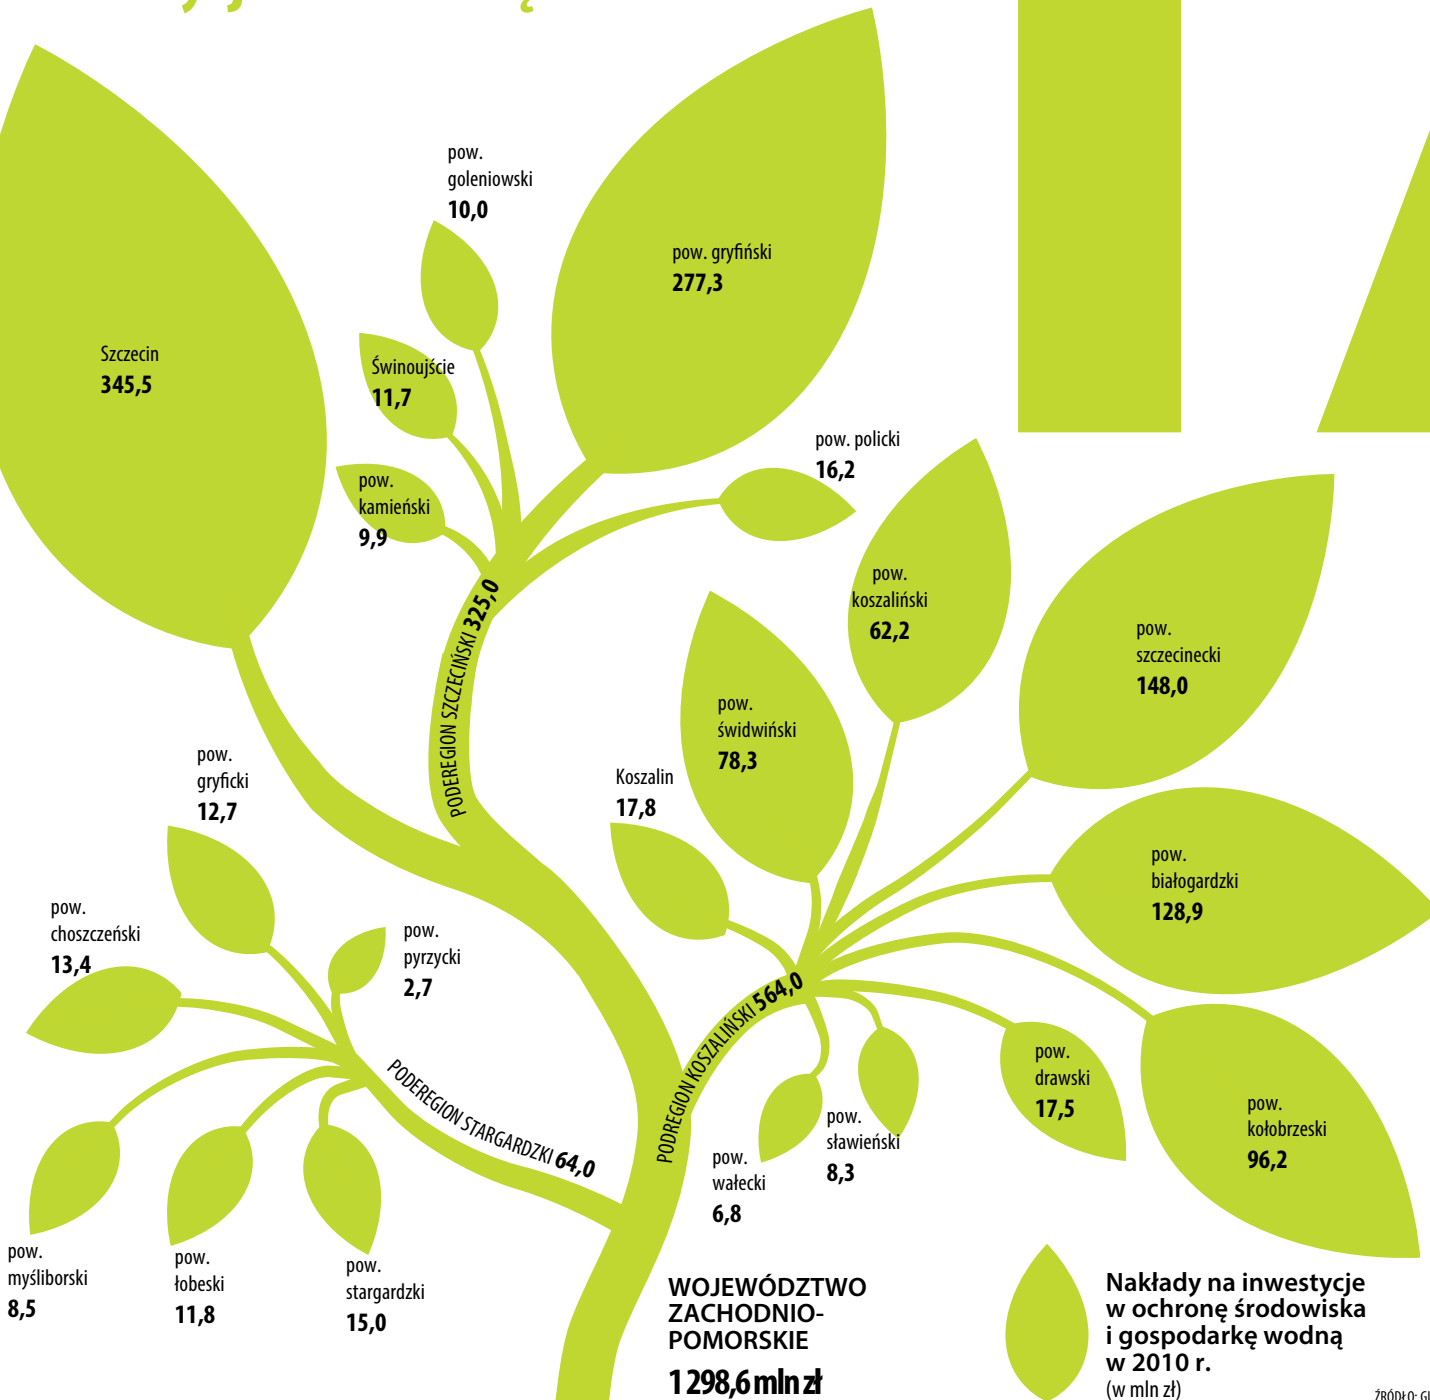 pow.
goleniowski
10,0
pow. gryfiński
277,3
Szczecin
345,5
Świnoujście
11,7
pow. policki
16,2
pow.
kamieński
9,9
pow.
koszaliński
62,2
PODEREGION SZCZECIŃSKI 325,0
pow.
szczecinecki
148,0
pow.
świdwiński
78,3
pow.
gryficki
12,7
Koszalin
17,8
pow.
białogardzki
128,9
pow.
choszczeński
13,4
pow.
pyrzycki
2,7
PODREGION KOSZALIŃSKI 564,0
PODEREGION STARGARDZKI 64,0
pow.
drawski
17,5
pow.
kołobrzeski
96,2
pow.
sławieński
8,3
pow.
wałecki
6,8
pow.
myśliborski
8,5
pow.
łobeski
11,8
pow.
stargardzki
15,0
WOJEWÓDZTWO
ZACHODNIO-
POMORSKIE
1 298,6 mln zł
Nakłady na inwestycje
w ochronę środowiska
i gospodarkę wodną
w 2010 r.
(w mln zł)
ŹRÓDŁO: